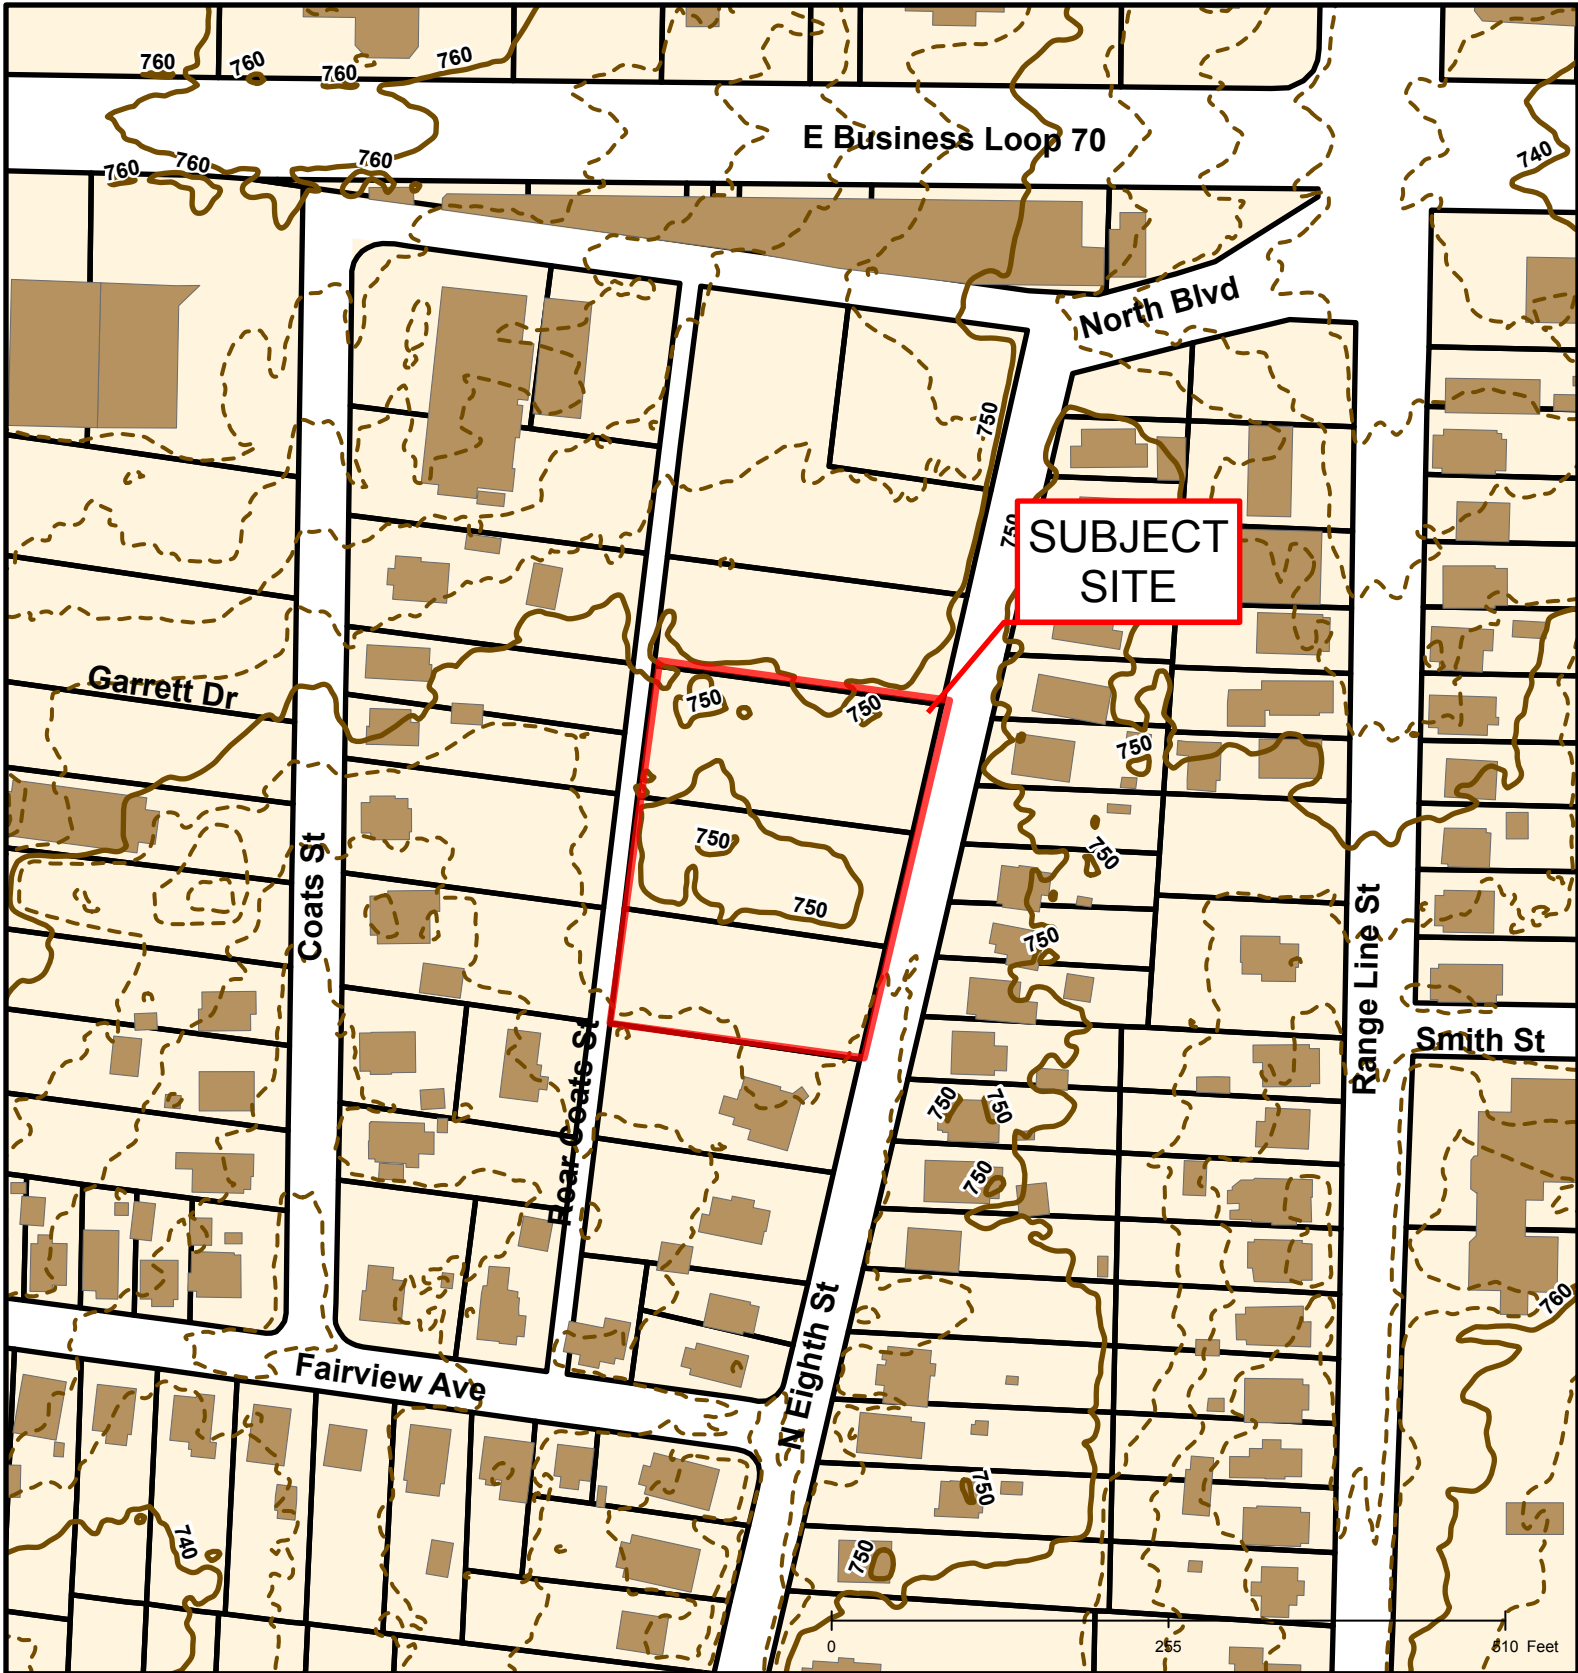 760
760
760
760
E Business Loop 70
760
760
760
740
North Blvd
750
750
SUBJECT
SITE
Garrett Dr
750
750
750
750
750
750
750
Coats St
Range Line St
Smith St
Rear Coats St
750
750
750
760
N Eighth St
Fairview Ave
750
740
750
0
255
510 Feet